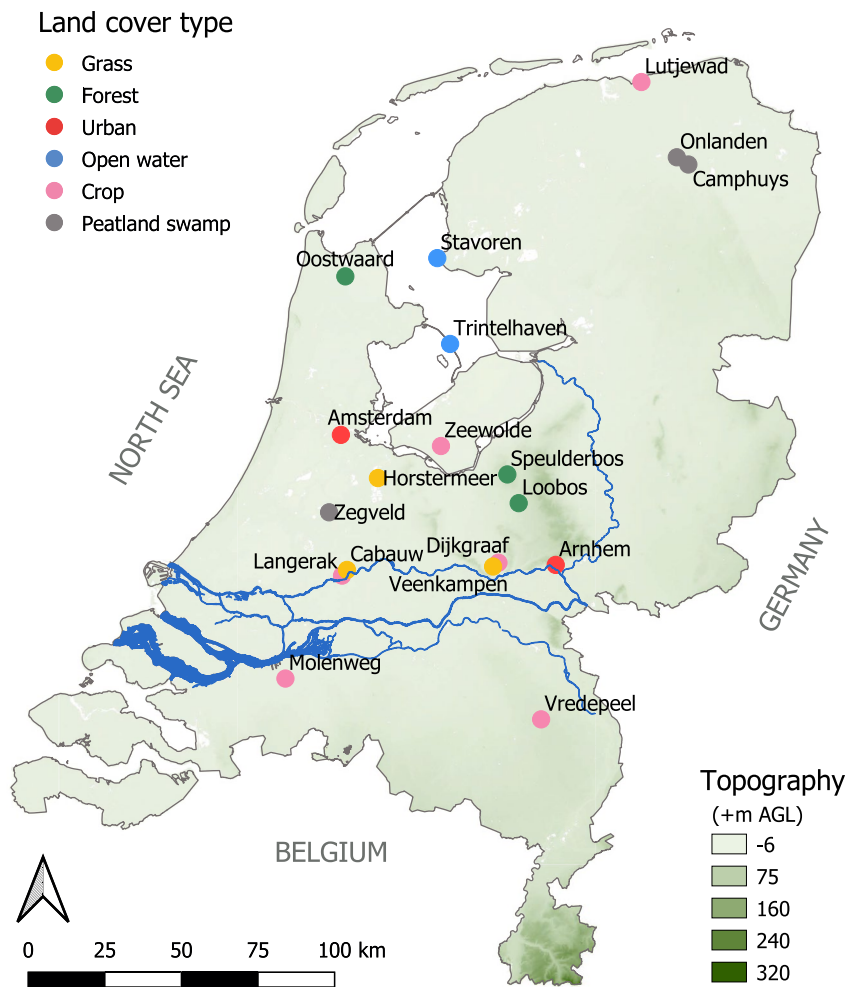 Land cover type
Grass
Forest
Urban
Open water
Crop
Peatland swamp
Lutjewad
Onlanden
Camphuys
Stavoren
Oostwaard
Trintelhaven
NORTH SEA
Amsterdam
Zeewolde
Speulderbos
Horstermeer
Loobos
Zegveld
Langerak
Cabauw
Dijkgraaf
Arnhem
Veenkampen
GERMANY
Molenweg
Vredepeel
BELGIUM
Topography
(+m AGL)
-6
75
160
240
320
0 25 50 75 100 km